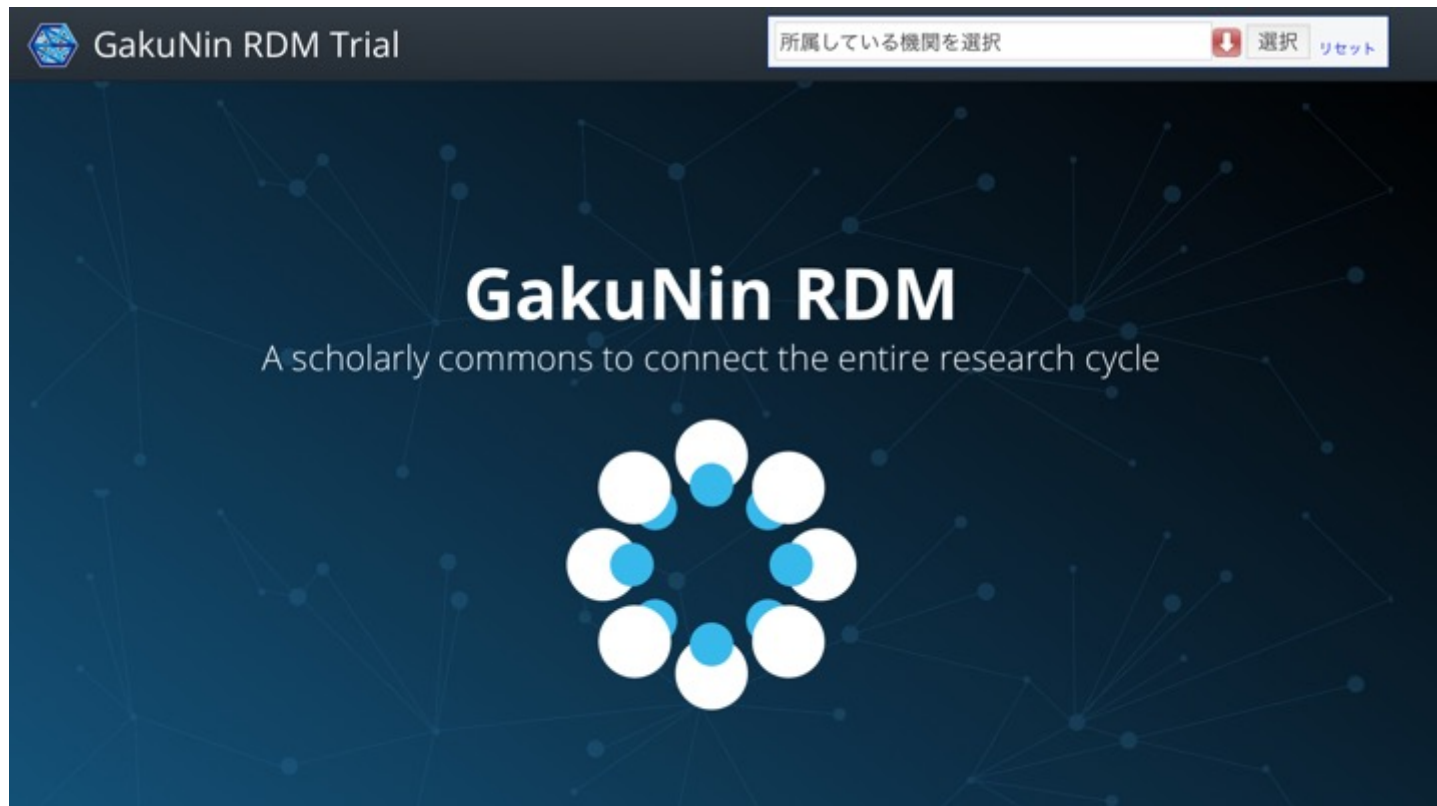 GakuNin RDM Trial
所属している機関を選択 選択 リセット
GakuNin RDM
A scholarly commons to connect the entire research cycle